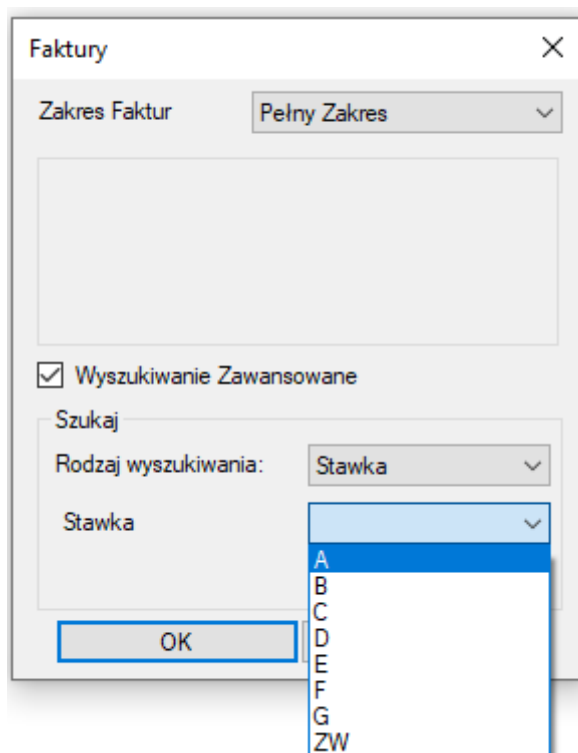 Faktury
Zakres Faktur Pełny Zakres
Wyszukiwanie Zawansowane
Szukaj
Rodzaj wyszukiwania: Stawka
Stawka
A
B
C
D
E
F
G
ZW
OK